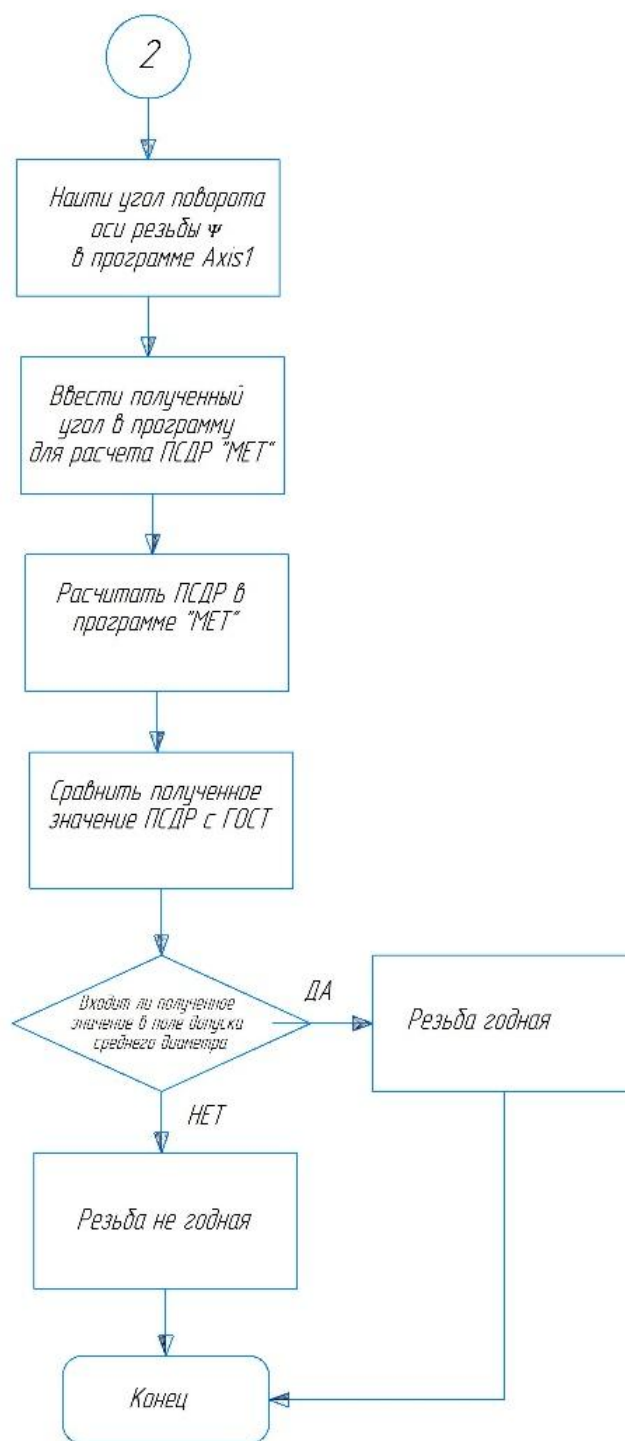 2
Наити угол поворота
оси резьбы Ψ
в программе Axis1
Ввести полученный
угол в программу
для расчета ПСДР "МЕТ"
Расчитать ПСДР в
программе "МЕТ"
Сравнить полученное
значение ПСДР с ГОСТ
Входит ли полученное
значение в поле допуска
среднего диаметра
ДА
Резьба годная
НЕТ
Резьба не годная
Конец